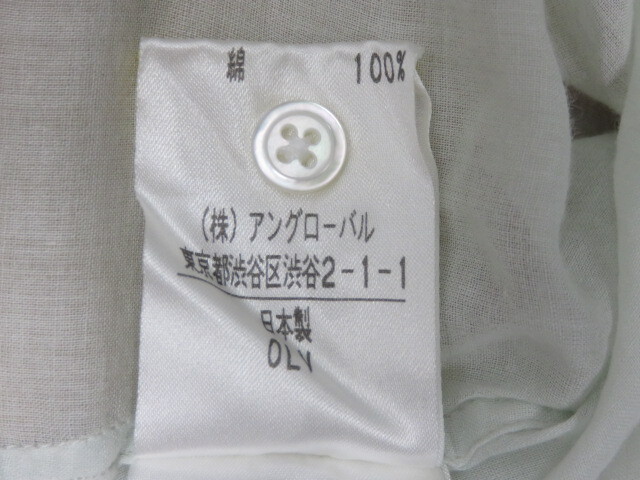 綿 100%
(株) アングローバル
東京都渋谷区渋谷2-1-1
日本製